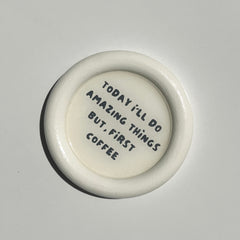 TODAY i'LL DO
AMAZING THINGS
BUT, FiRST
COFFEE